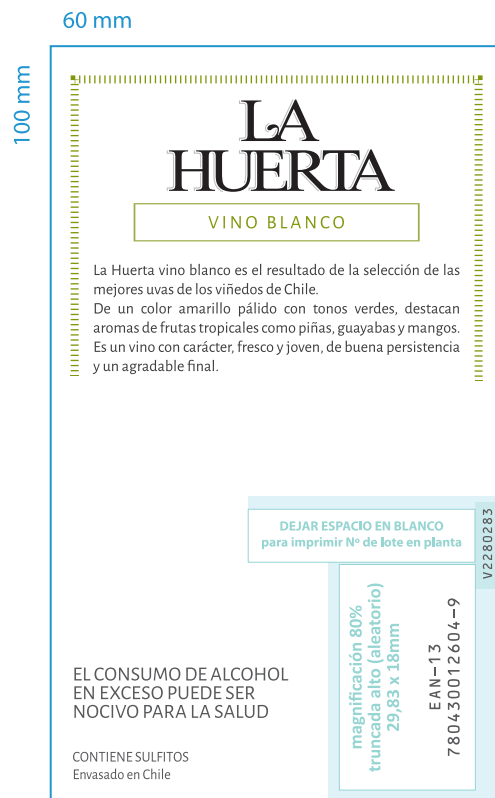 60 mm
100 mm
LA
HUERTA
VINO BLANCO
La Huerta vino blanco es el resultado de la selección de las
mejores uvas de los viñedos de Chile.
De un color amarillo pálido con tonos verdes, destacan
aromas de frutas tropicales como piñas, guayabas y mangos.
Es un vino con carácter, fresco y joven, de buena persistencia
y un agradable final.
DEJAR ESPACIO EN BLANCO
para imprimir Nº de lote en planta
V2280283
magnificación 80%
truncada alto (aleatorio)
29,83 x 18mm
EAN-13
780430012604-9
EL CONSUMO DE ALCOHOL
EN EXCESO PUEDE SER
NOCIVO PARA LA SALUD
CONTIENE SULFITOS
Envasado en Chile